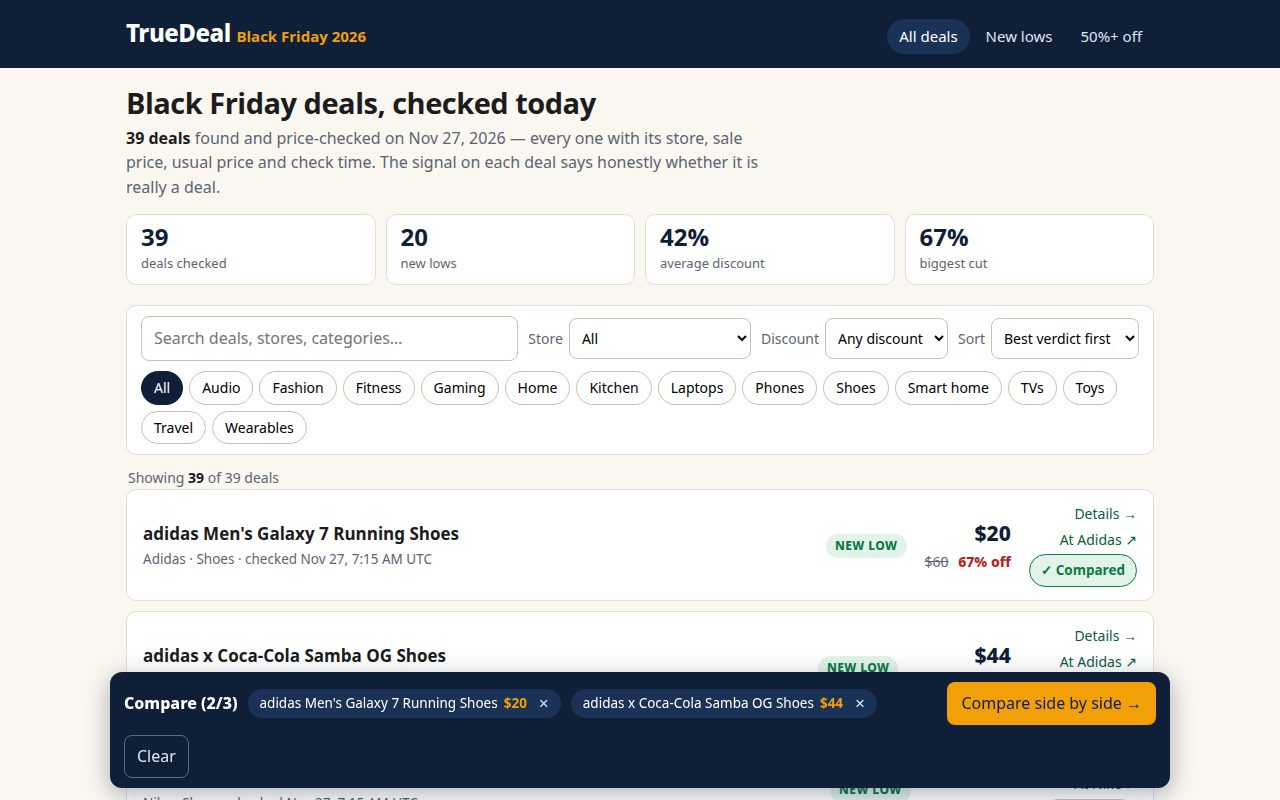 TrueDeal Black Friday 2026
All deals New lows 50%+ off
Black Friday deals, checked today
39 deals found and price-checked on Nov 27, 2026 — every one with its store, sale
price, usual price and check time. The signal on each deal says honestly whether it is
really a deal.
39
deals checked
20
new lows
42%
average discount
67%
biggest cut
Search deals, stores, categories...
Store All Discount Any discount Sort Best verdict first
All Audio Fashion Fitness Gaming Home Kitchen Laptops Phones Shoes Smart home TVs Toys
Travel Wearables
Showing 39 of 39 deals
adidas Men's Galaxy 7 Running Shoes
Adidas · Shoes · checked Nov 27, 7:15 AM UTC
NEW LOW
$20
$60 67% off
Details →
At Adidas ↗
✓ Compared
adidas x Coca-Cola Samba OG Shoes
NEW LOW
$44
Details →
At Adidas ↗
Compare (2/3) adidas Men's Galaxy 7 Running Shoes $20 × adidas x Coca-Cola Samba OG Shoes $44 × Compare side by side →
Clear
NEW LOW